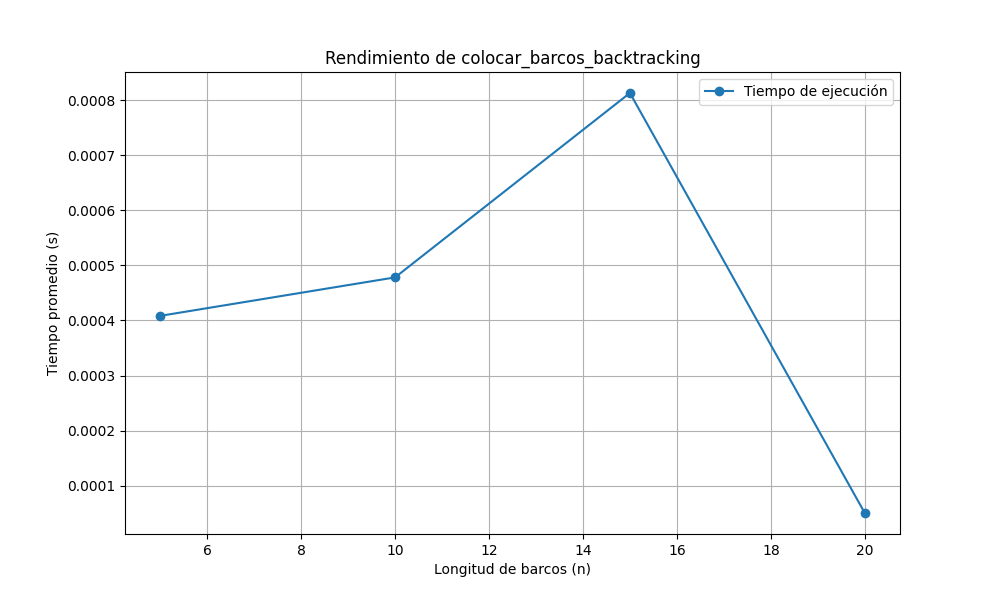 Rendimiento de colocar_barcos_backtracking
Tiempo de ejecución
Tiempo promedio (s)
0.0008
0.0007
0.0006
0.0005
0.0004
0.0003
0.0002
0.0001
6 8 10 12 14 16 18 20
Longitud de barcos (n)